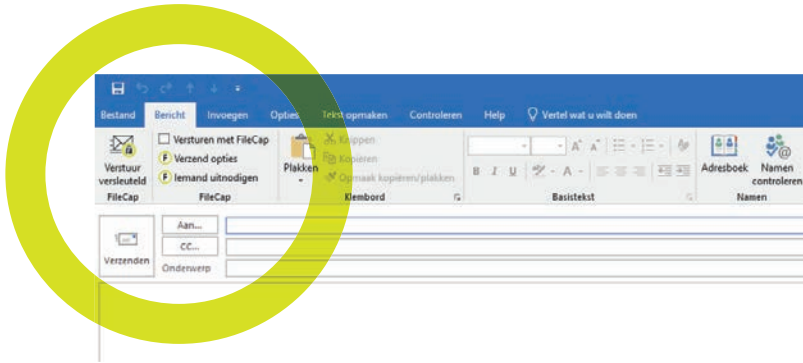 Bestand Bericht Invoegen Opties Tekst opmaken Controleren Help Vertel wat u wilt doen
Verstuur versleuteld
FileCap
Versturen met FileCap
F Verzend opties
F Iemand uitnodigen
FileCap
Plakken
Knippen
Kopiëren
Opmaak kopiëren/plakken
Klembord
A A
B I U A
Basistekst
Adresboek
Namen controleren
Namen
Verzenden
Aan...
CC...
Onderwerp